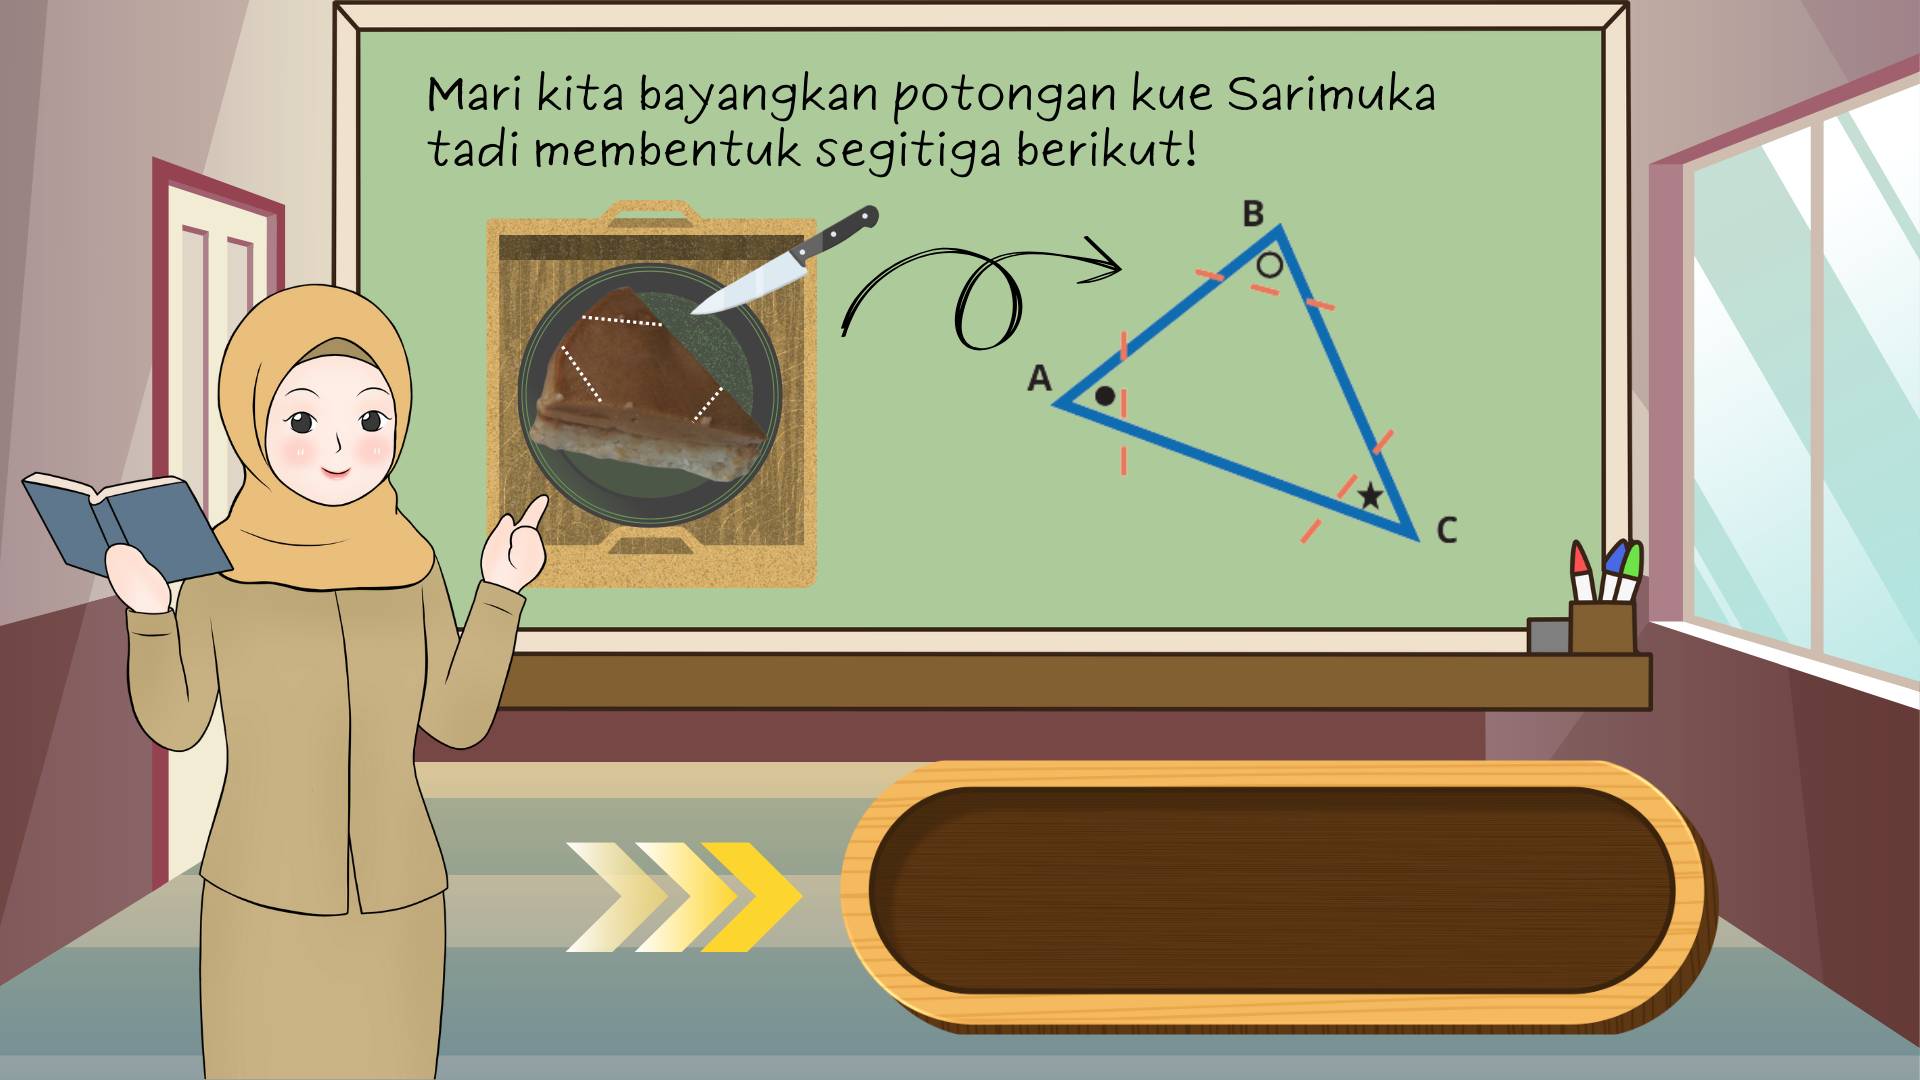 Mari kita bayangkan potongan kue Sarimuka
tadi membentuk segitiga berikut!
B
A
C